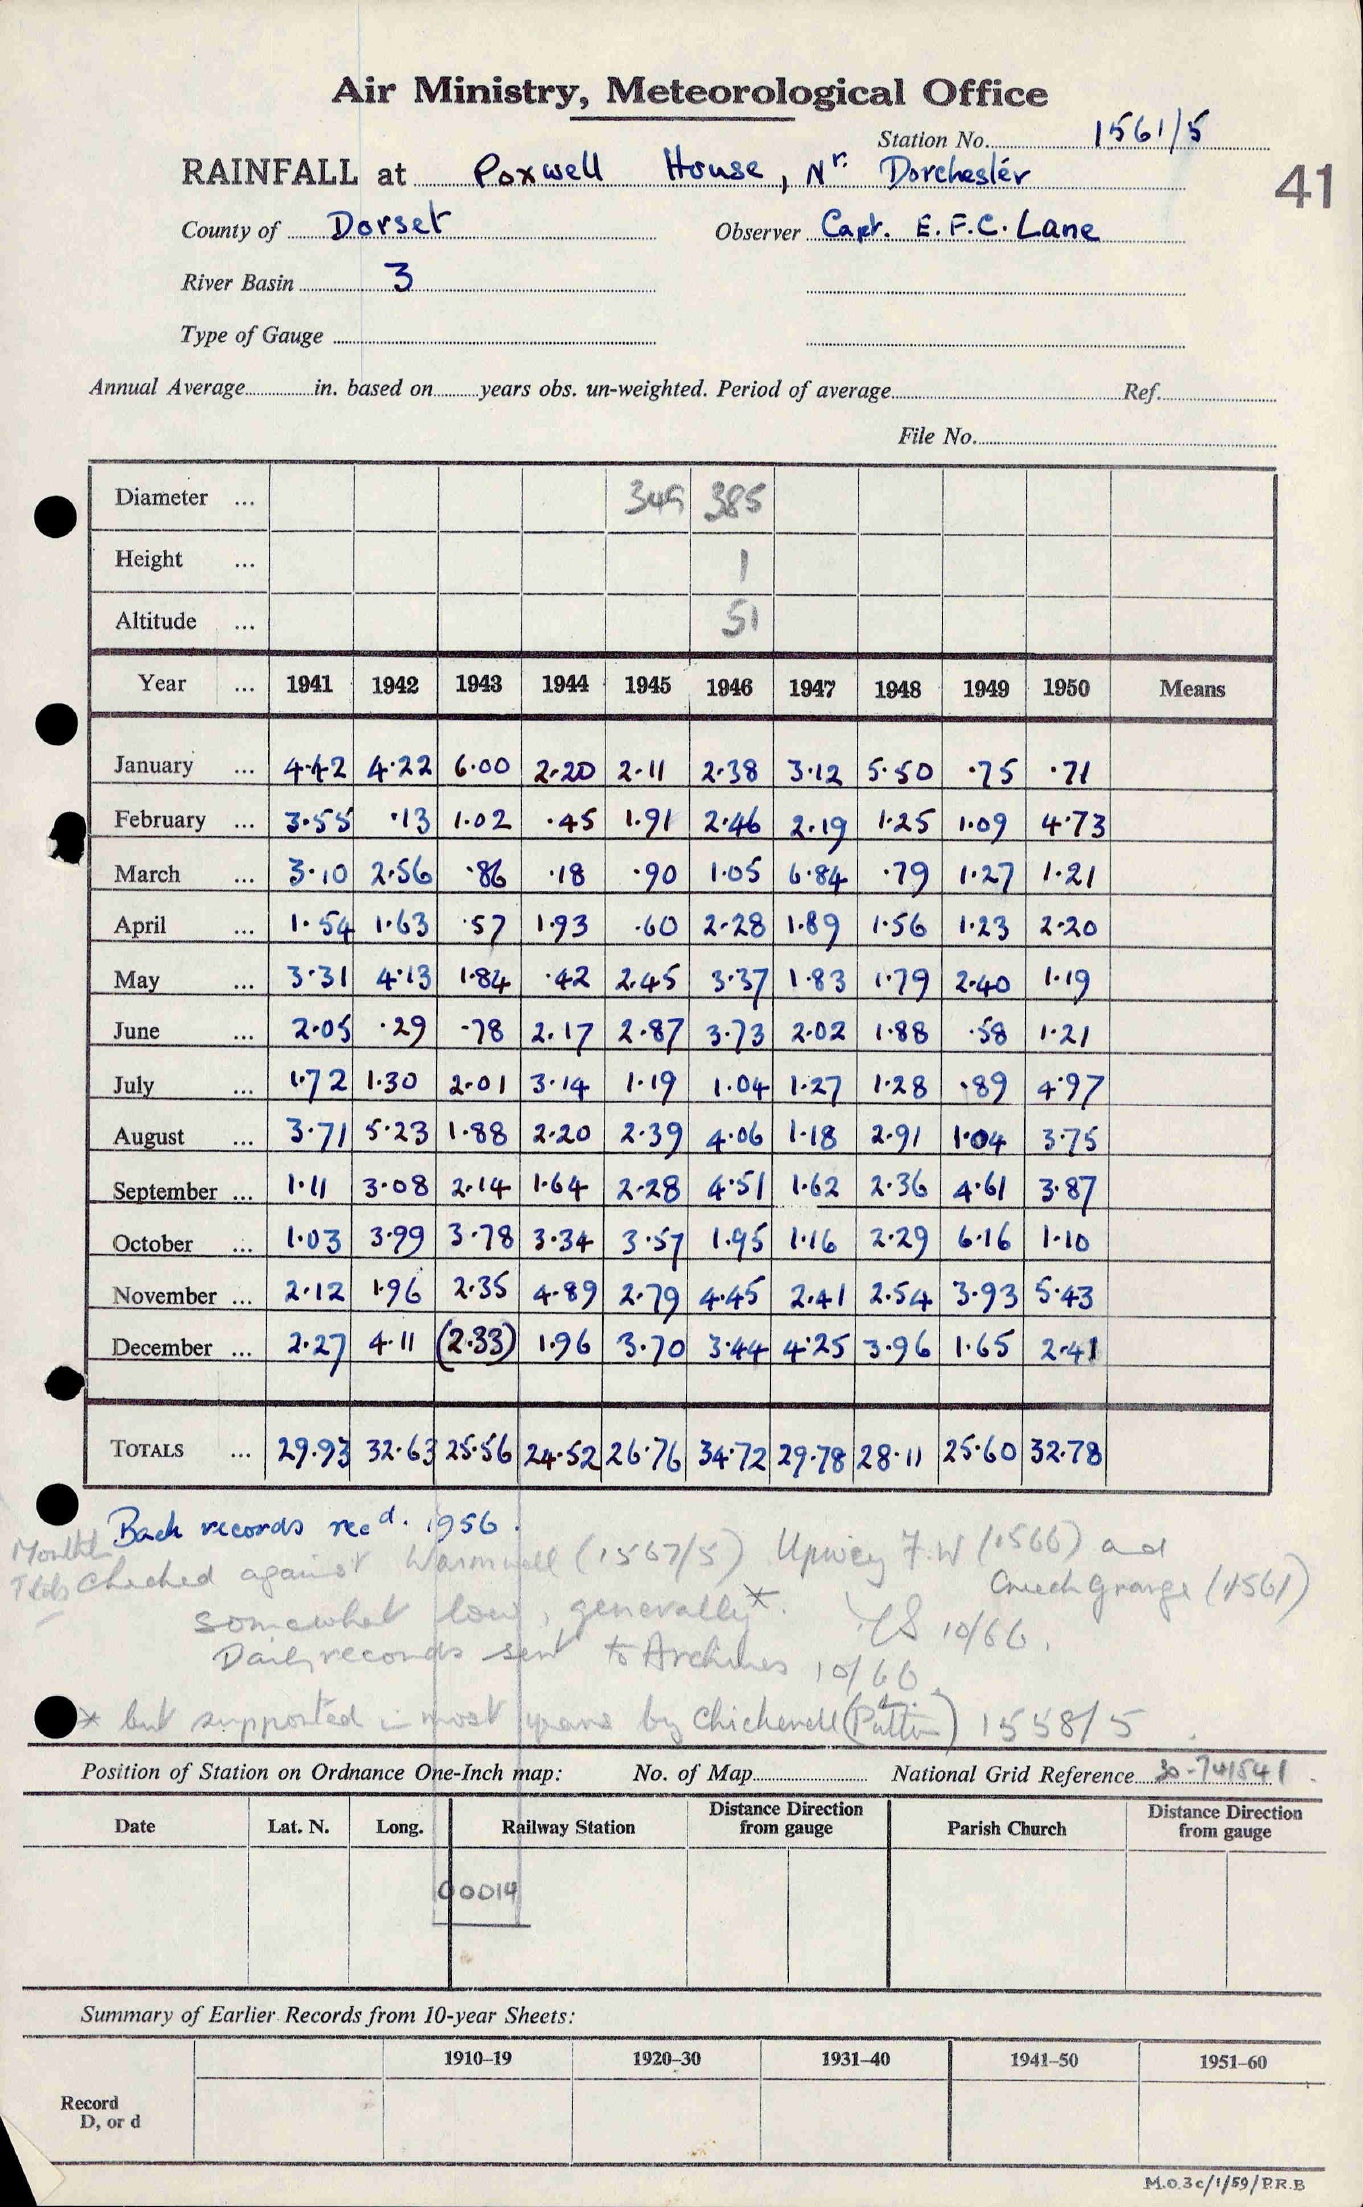 Air Ministry, Meteorological Office
Station No. 1561/5
RAINFALL at Poxwell House, Nr. Dorchester
41
County of Dorset Observer Capt. E.F.C. Lane
River Basin 3
Type of Gauge
Annual Average in. based on years obs. un-weighted. Period of average Ref.
File No.
Diameter ... 345 385
Height ... 1
Altitude ... 51
Year ... 1941 1942 1943 1944 1945 1946 1947 1948 1949 1950 Means
January ... 4.42 4.22 6.00 2.20 2.11 2.38 3.12 5.50 .75 .71
February ... 3.55 .13 1.02 .45 1.91 2.46 2.19 1.25 1.09 4.73
March ... 3.10 2.56 .86 .18 .90 1.05 6.84 .79 1.27 1.21
April ... 1.54 1.63 .57 1.93 .60 2.28 1.89 1.56 1.23 2.20
May ... 3.31 4.13 1.84 .42 2.45 3.37 1.83 1.79 2.40 1.19
June ... 2.05 .29 .78 2.17 2.87 3.73 2.02 1.88 .58 1.21
July ... 1.72 1.30 2.01 3.14 1.19 1.04 1.27 1.28 .89 4.97
August ... 3.71 5.23 1.88 2.20 2.39 4.06 1.18 2.91 1.04 3.75
September ... 1.11 3.08 2.14 1.64 2.28 4.51 1.62 2.36 4.61 3.87
October ... 1.03 3.99 3.78 3.34 3.57 1.95 1.16 2.29 6.16 1.10
November ... 2.12 1.96 2.35 4.89 2.79 4.45 2.41 2.54 3.93 5.43
December ... 2.27 4.11 (2.33) 1.96 3.70 3.44 4.25 3.96 1.65 2.41
TOTALS ... 29.93 32.63 25.56 24.52 26.76 34.72 29.78 28.11 25.60 32.78
Back records recd. 1956.
Monthly
Totals checked against Warmwell (1567/5) Upwey F.W (1566) and
Creech Grange (1561)
somewhat low, generally*. 10/66.
Daily records sent to Archives 10/66.
* but supported in most years by Chickerell 1558/5
Position of Station on Ordnance One-Inch map: No. of Map National Grid Reference 30-741541
Date Lat. N. Long. Railway Station Distance Direction from gauge Parish Church Distance Direction from gauge
00014
Summary of Earlier Records from 10-year Sheets:
1910–19 1920–30 1931–40 1941–50 1951–60
Record
D, or d
M.O.3c/1/59/P.R.B